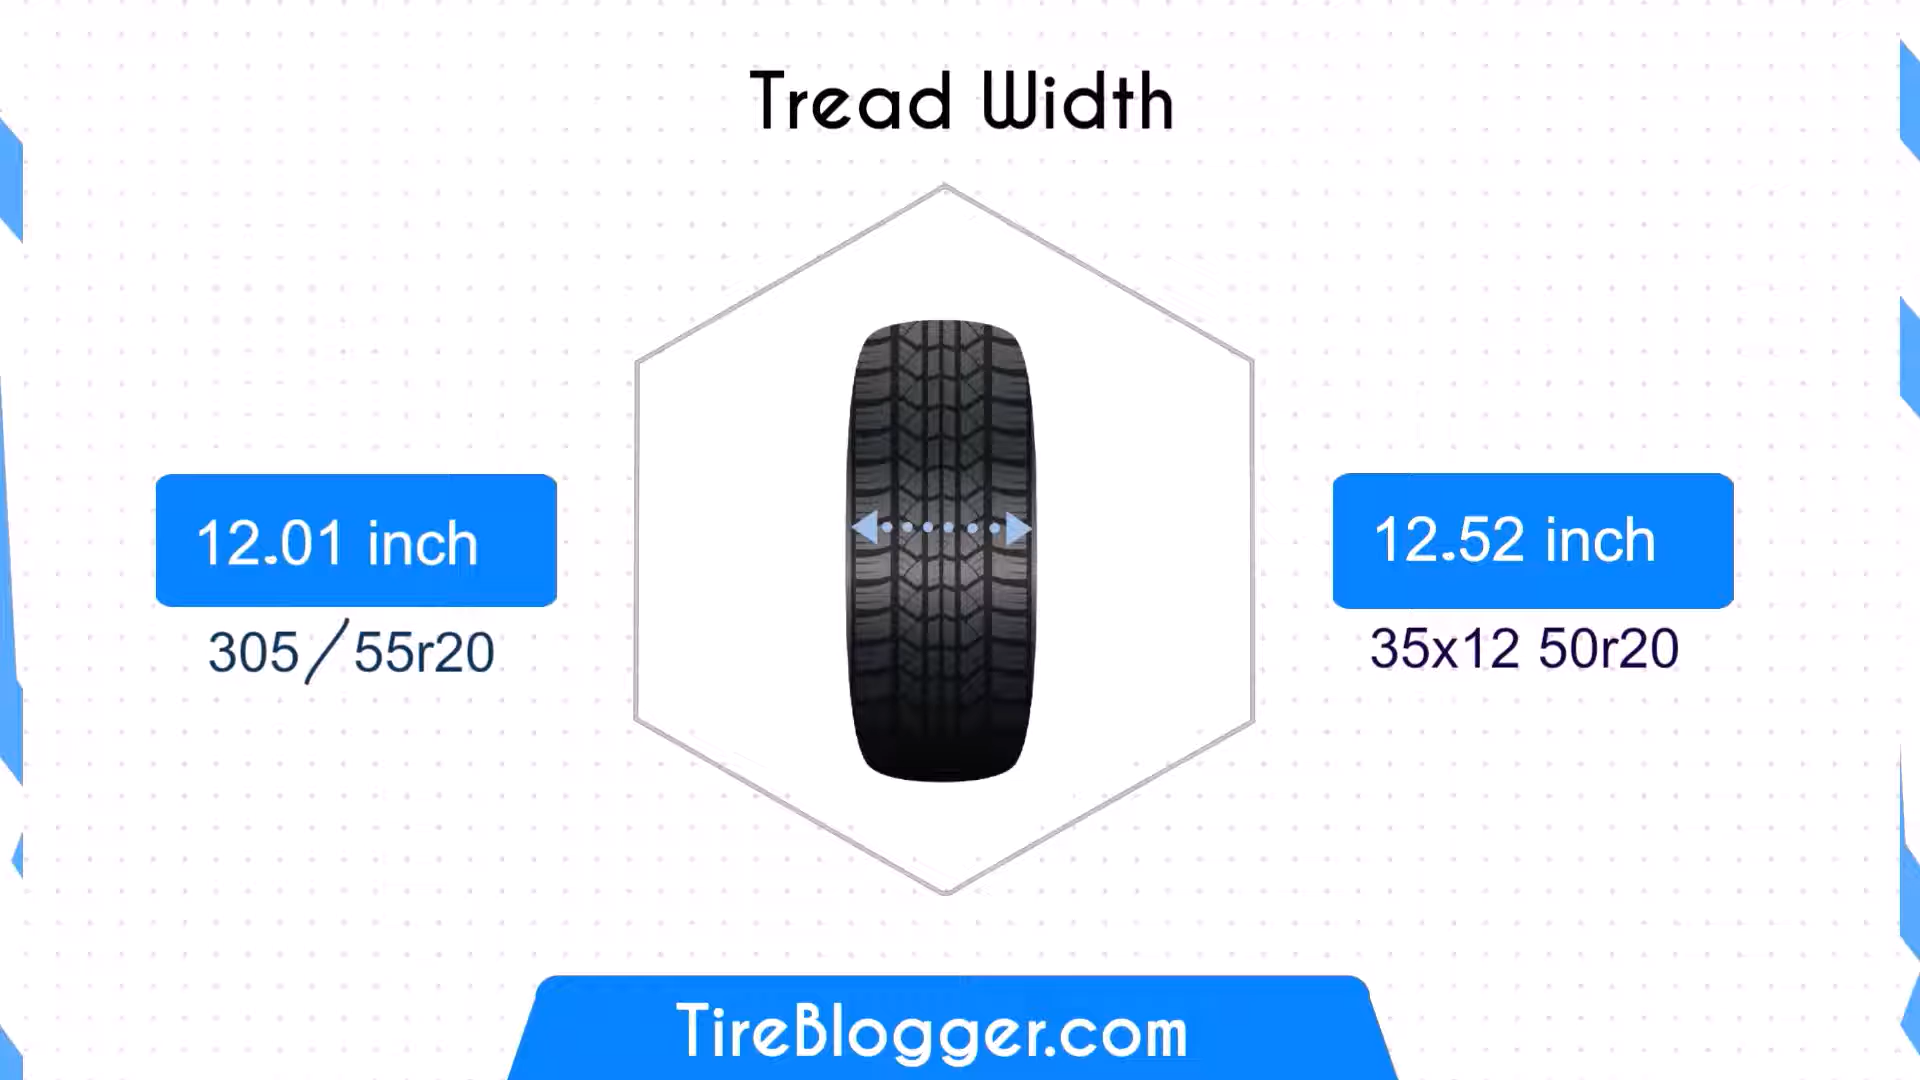 Tread Width
12.01 inch
305/55r20
12.52 inch
35x12 50r20
TireBlogger.com